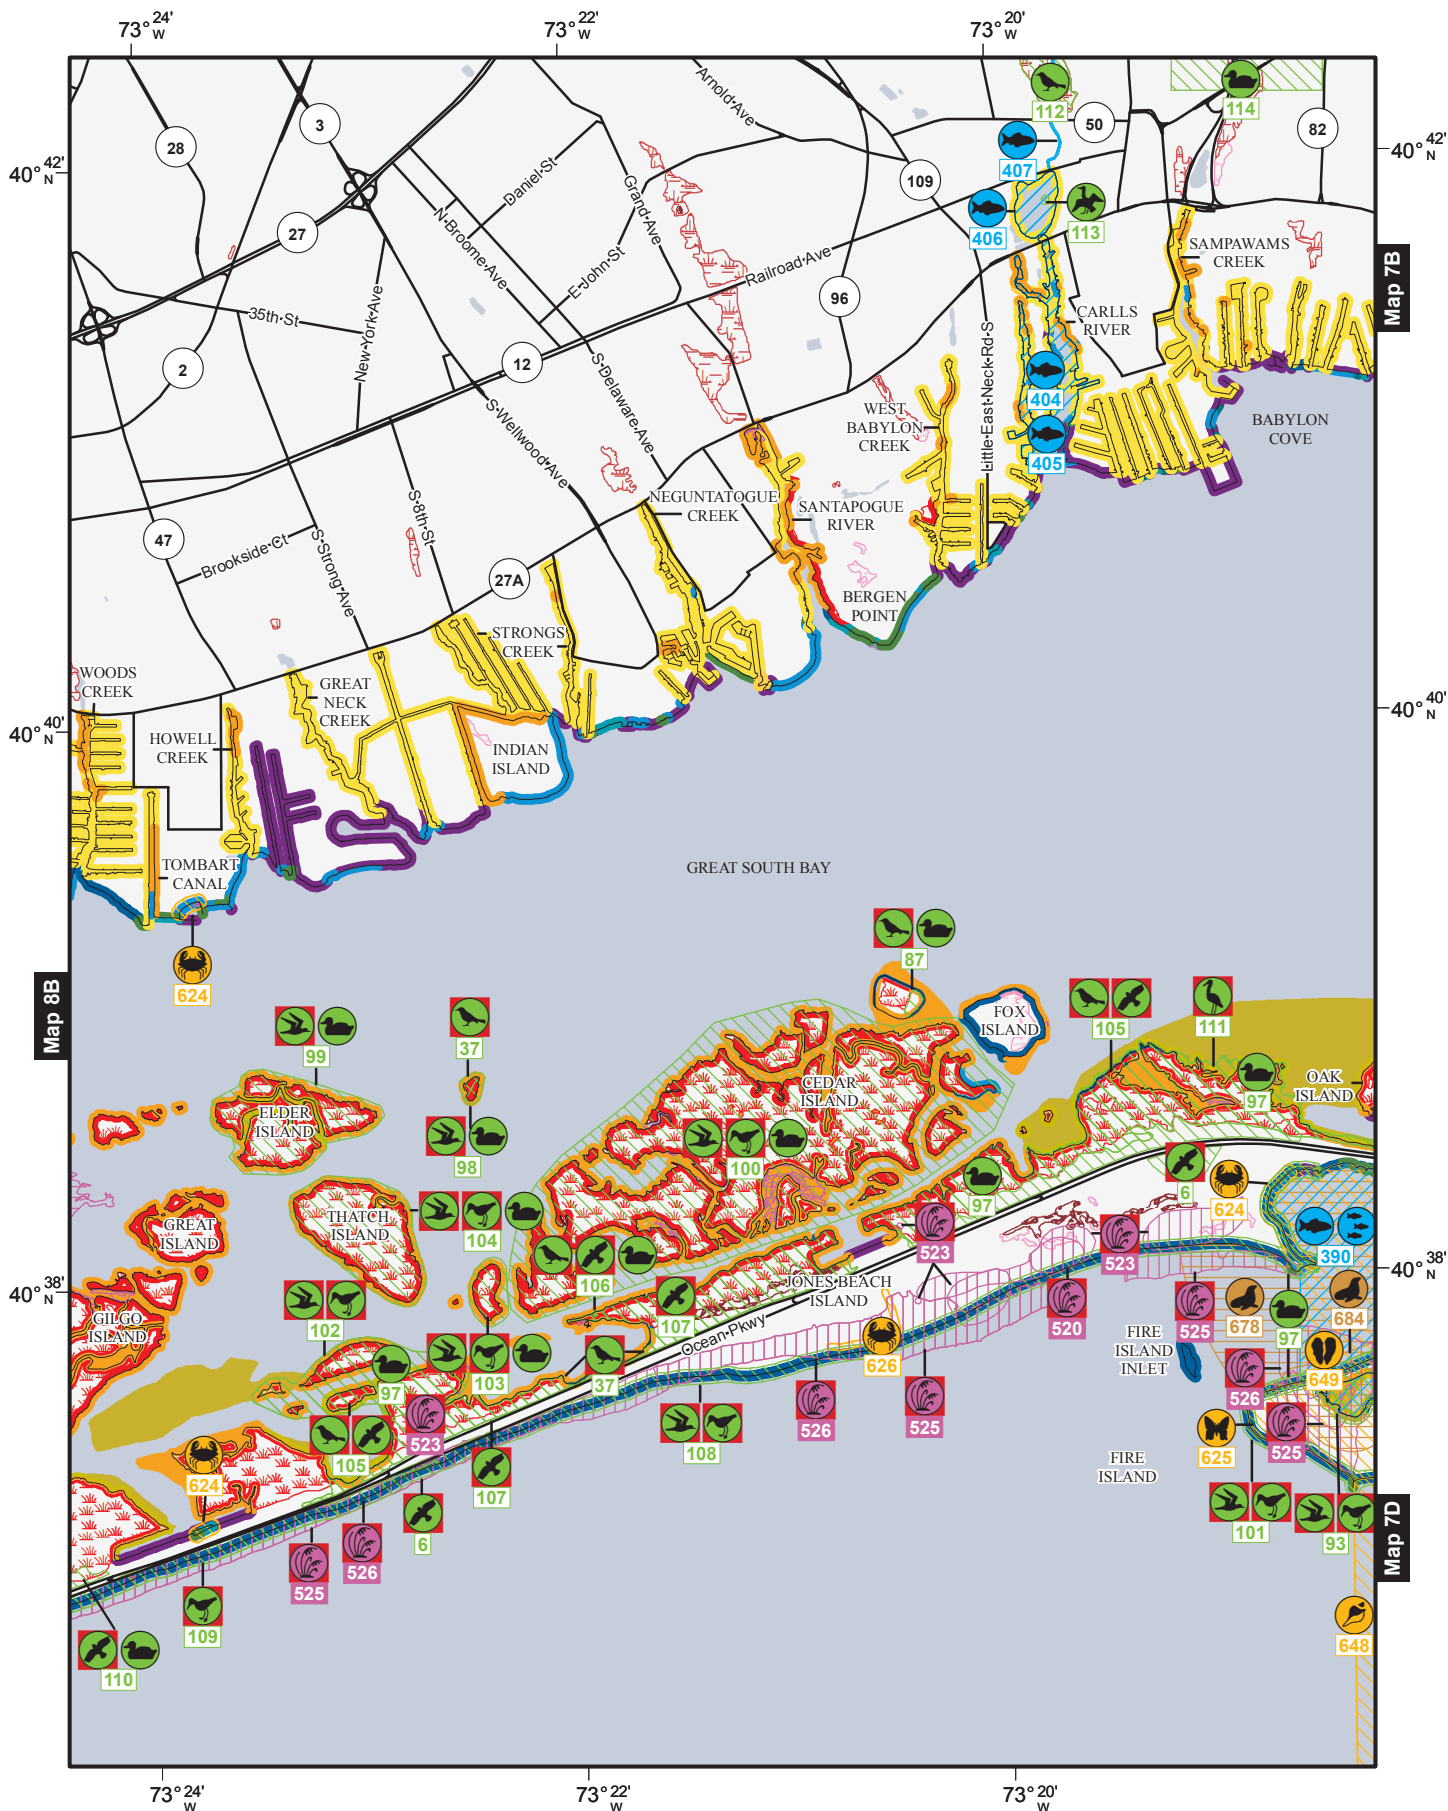 73° 24' W
73° 22' W
73° 20' W
40° 42' N
40° 42' N
40° 40' N
40° 40' N
40° 38' N
40° 38' N
73° 24' W
73° 22' W
73° 20' W
Map 7B
Map 8B
Map 7D
28
3
27
2
12
47
27A
96
109
50
82
Arnold Ave
Daniel St
Grand Ave
N Broome Ave
E John St
Railroad Ave
35th St
New York Ave
S Delaware Ave
S Wellwood Ave
S 8th St
S Strong Ave
Brookside Ct
Little East Neck Rd S
Ocean Pkwy
SAMPAWAMS
CREEK
CARLLS
RIVER
BABYLON
COVE
WEST
BABYLON
CREEK
NEGUNTATOGUE
CREEK
SANTAPOGUE
RIVER
BERGEN
POINT
STRONGS
CREEK
WOODS
CREEK
GREAT
NECK
CREEK
HOWELL
CREEK
INDIAN
ISLAND
TOMBART
CANAL
GREAT SOUTH BAY
FOX
ISLAND
CEDAR
ISLAND
OAK
ISLAND
ELDER
ISLAND
THATCH
ISLAND
GREAT
ISLAND
GILGO
ISLAND
JONES BEACH
ISLAND
FIRE
ISLAND
INLET
FIRE
ISLAND
112
114
407
406
113
404
405
624
87
99
37
98
105
111
97
100
97
6
624
104
523
523
390
106
107
102
103
37
520
525
678
97
684
626
526
649
97
523
105
108
526
525
625
525
624
107
101
93
6
526
525
109
110
648